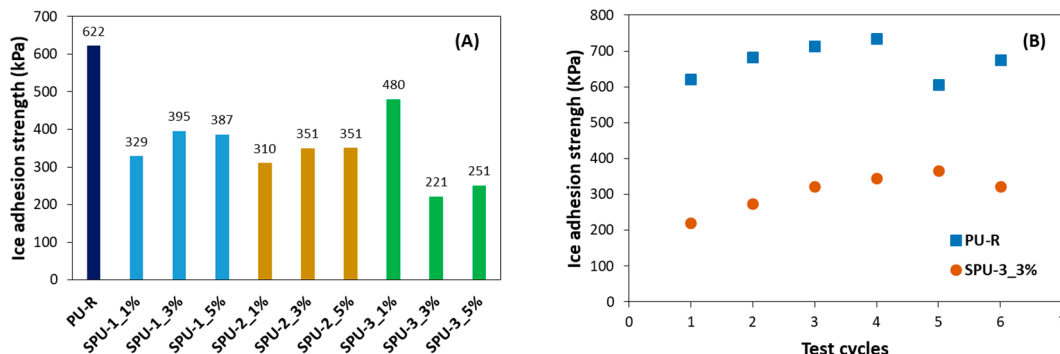 (A)
Ice adhesion strength (kPa)
700
600
500
400
300
200
100
0
622
329
395
387
310
351
351
480
221
251
PU-R
SPU-1_1%
SPU-1_3%
SPU-1_5%
SPU-2_1%
SPU-2_3%
SPU-2_5%
SPU-3_1%
SPU-3_3%
SPU-3_5%
(B)
Ice adhesion strengh (KPa)
800
700
600
500
400
300
200
100
0
PU-R
SPU-3_3%
0
1
2
3
4
5
6
Test cycles